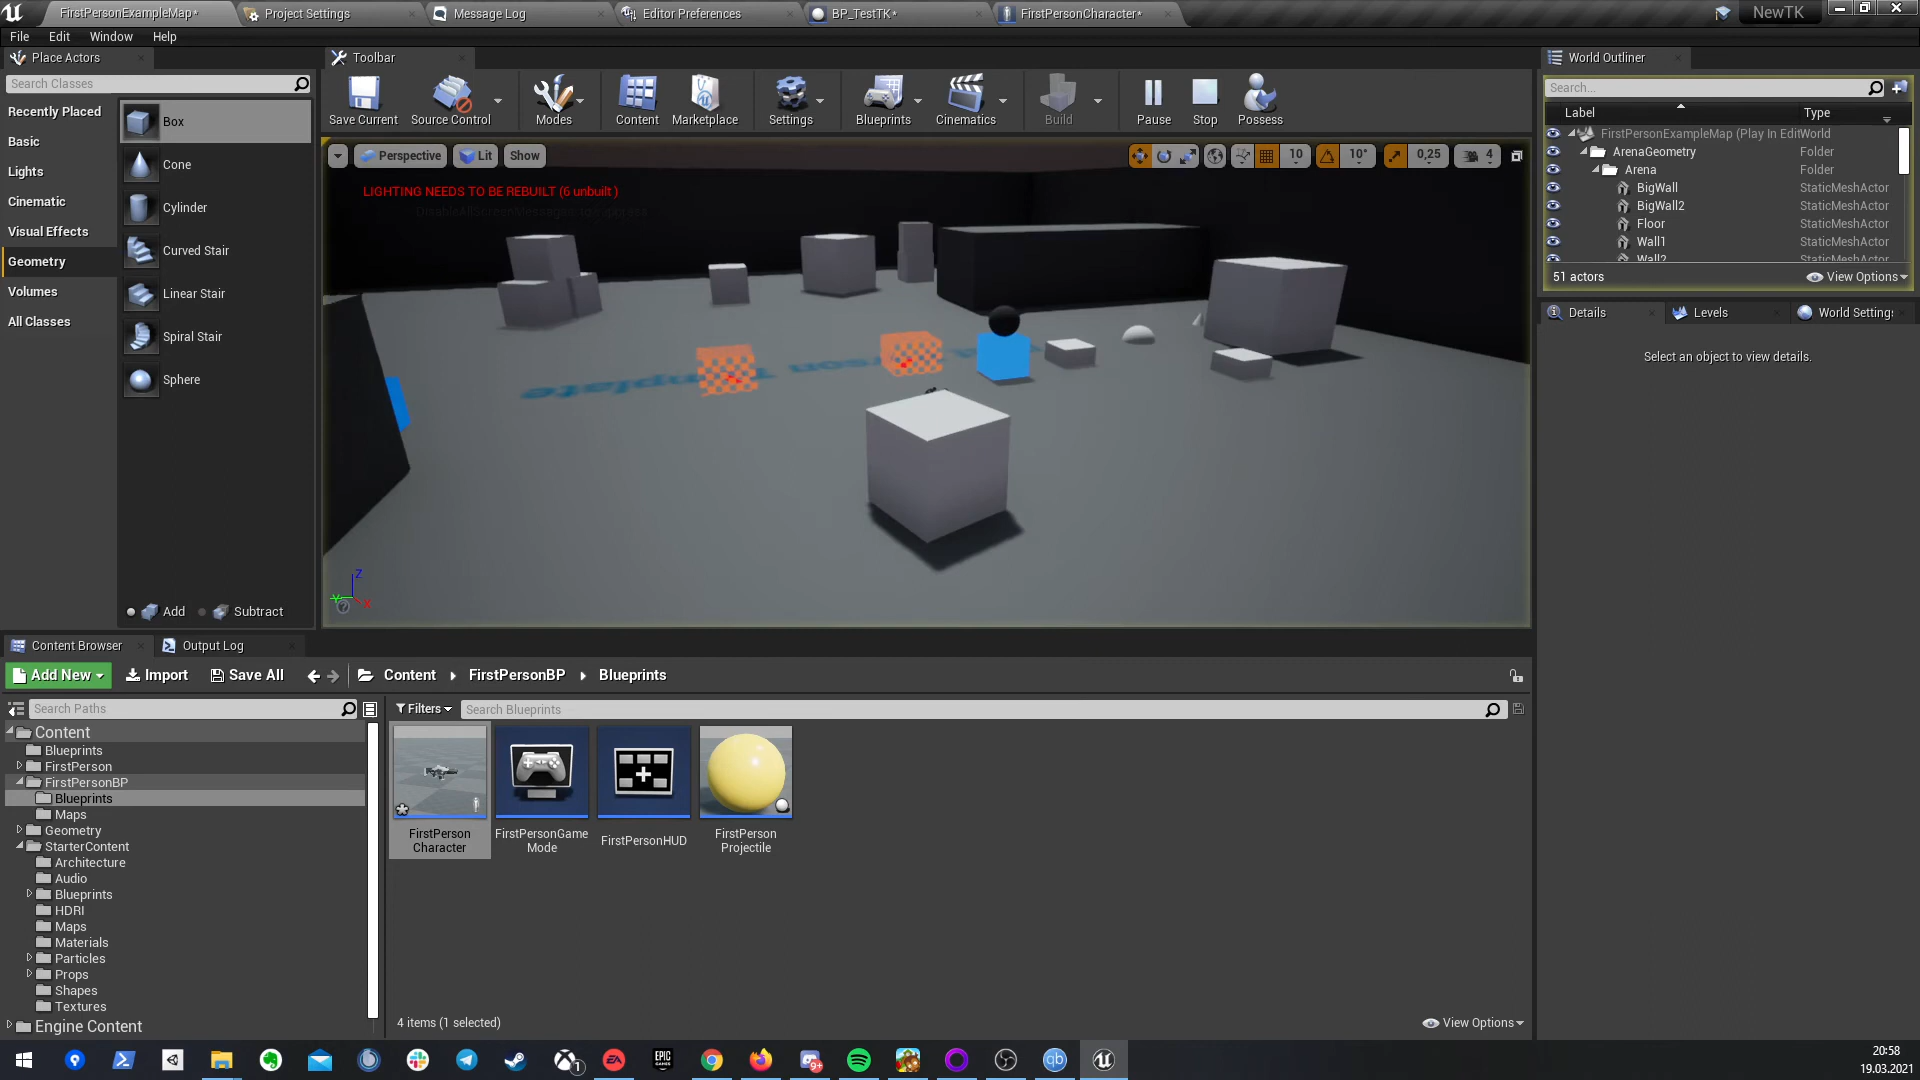 FirstPersonExampleMap*
Project Settings
Message Log
Editor Preferences
BP_TestTK*
FirstPersonCharacter*
NewTK
File Edit Window Help
Place Actors
Toolbar
World Outliner
Search Classes
Recently Placed
Basic
Lights
Cinematic
Visual Effects
Geometry
Volumes
All Classes
Box
Cone
Cylinder
Curved Stair
Linear Stair
Spiral Stair
Sphere
Add Subtract
Save Current
Source Control
Modes
Content
Marketplace
Settings
Blueprints
Cinematics
Build
Pause
Stop
Possess
Perspective Lit Show
10 10° 0,25 4
LIGHTING NEEDS TO BE REBUILT (6 unbuilt )
Z
Y
X
Search...
Label Type
FirstPersonExampleMap (Play In Edit World
ArenaGeometry Folder
Arena Folder
BigWall StaticMeshActor
BigWall2 StaticMeshActor
Floor StaticMeshActor
Wall1 StaticMeshActor
Wall2 StaticMeshActor
51 actors
View Options
Details
Levels
World Settings
Select an object to view details.
Content Browser
Output Log
Add New Import Save All
Content FirstPersonBP Blueprints
Search Paths
Filters
Search Blueprints
Content
Blueprints
FirstPerson
FirstPersonBP
Blueprints
Maps
Geometry
StarterContent
Architecture
Audio
Blueprints
HDRI
Maps
Materials
Particles
Props
Shapes
Textures
Engine Content
FirstPerson
Character
FirstPersonGame
Mode
FirstPersonHUD
FirstPerson
Projectile
4 items (1 selected)
View Options
EA
EPIC
GAMES
1
9+
qb
20:58
19.03.2021